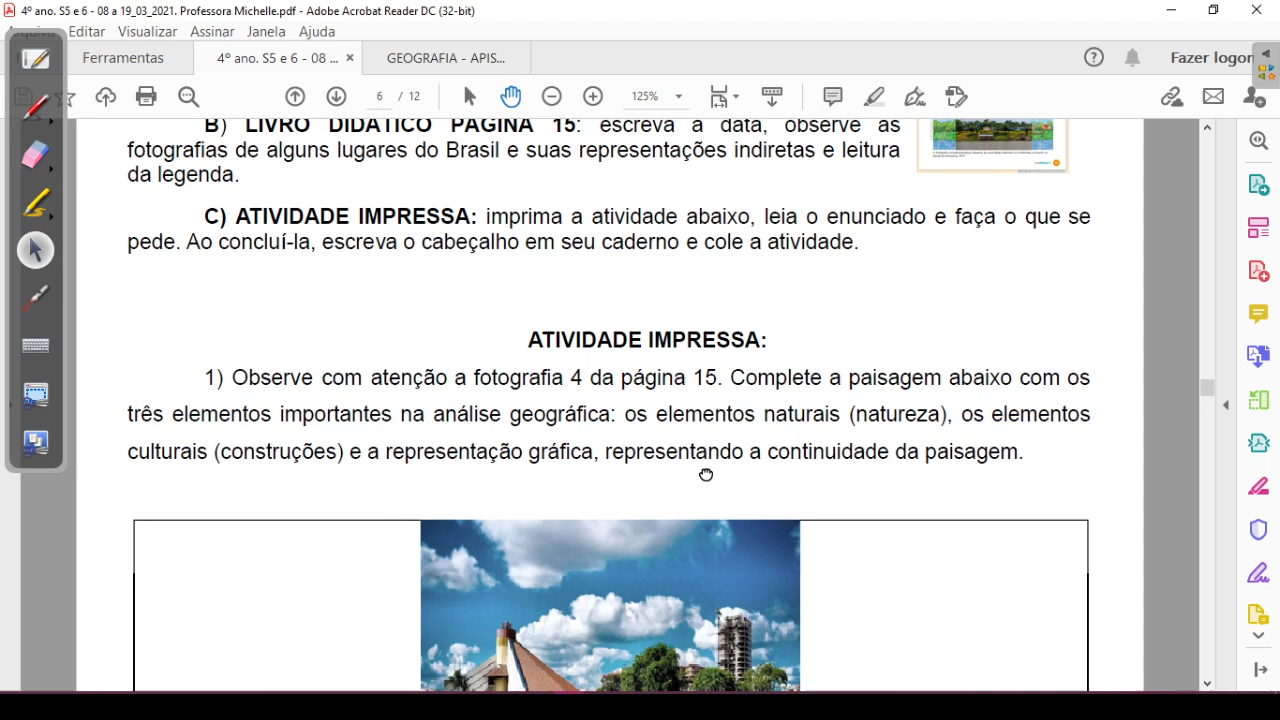 4º ano. S5 e 6 - 08 a 19_03_2021. Professora Michelle.pdf - Adobe Acrobat Reader DC (32-bit)
Arquivo Editar Visualizar Assinar Janela Ajuda
Ferramentas 4º ano. S5 e 6 - 08 ... × GEOGRAFIA - APIS... Fazer logon
6 / 12 125%
B) LIVRO DIDÁTICO PÁGINA 15: escreva a data, observe as
fotografias de alguns lugares do Brasil e suas representações indiretas e leitura
da legenda.
C) ATIVIDADE IMPRESSA: imprima a atividade abaixo, leia o enunciado e faça o que se
pede. Ao concluí-la, escreva o cabeçalho em seu caderno e cole a atividade.
ATIVIDADE IMPRESSA:
1) Observe com atenção a fotografia 4 da página 15. Complete a paisagem abaixo com os
três elementos importantes na análise geográfica: os elementos naturais (natureza), os elementos
culturais (construções) e a representação gráfica, representando a continuidade da paisagem.